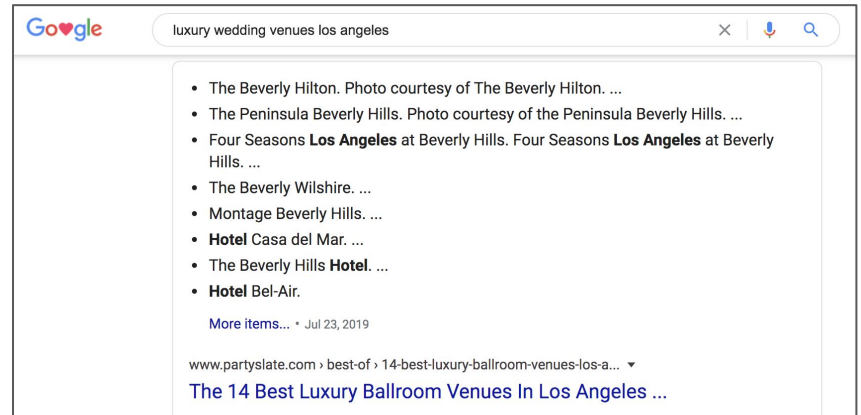 Go♥gle
luxury wedding venues los angeles
• The Beverly Hilton. Photo courtesy of The Beverly Hilton. ...
• The Peninsula Beverly Hills. Photo courtesy of the Peninsula Beverly Hills. ...
• Four Seasons Los Angeles at Beverly Hills. Four Seasons Los Angeles at Beverly
Hills. ...
• The Beverly Wilshire. ...
• Montage Beverly Hills. ...
• Hotel Casa del Mar. ...
• The Beverly Hills Hotel. ...
• Hotel Bel-Air.
More items... • Jul 23, 2019
www.partyslate.com › best-of › 14-best-luxury-ballroom-venues-los-a...
The 14 Best Luxury Ballroom Venues In Los Angeles ...